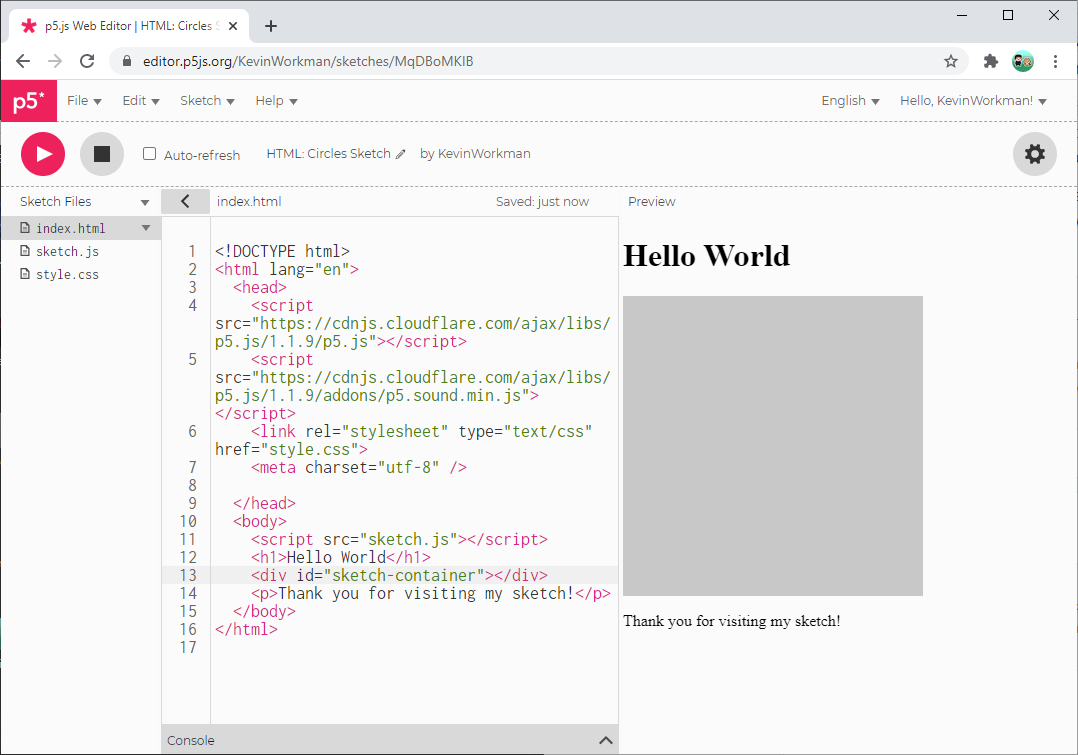 p5.js Web Editor | HTML: Circles S
editor.p5js.org/KevinWorkman/sketches/MqDBoMKlB
p5* File Edit Sketch Help English Hello, KevinWorkman!
Auto-refresh HTML: Circles Sketch by KevinWorkman
Sketch Files index.html Saved: just now Preview
index.html
sketch.js
style.css
1 <!DOCTYPE html>
2 <html lang="en">
3 <head>
4 <script
src="https://cdnjs.cloudflare.com/ajax/libs/
p5.js/1.1.9/p5.js"></script>
5 <script
src="https://cdnjs.cloudflare.com/ajax/libs/
p5.js/1.1.9/addons/p5.sound.min.js">
</script>
6 <link rel="stylesheet" type="text/css"
href="style.css">
7 <meta charset="utf-8" />
8
9 </head>
10 <body>
11 <script src="sketch.js"></script>
12 <h1>Hello World</h1>
13 <div id="sketch-container"></div>
14 <p>Thank you for visiting my sketch!</p>
15 </body>
16 </html>
17
Console
Hello World
Thank you for visiting my sketch!